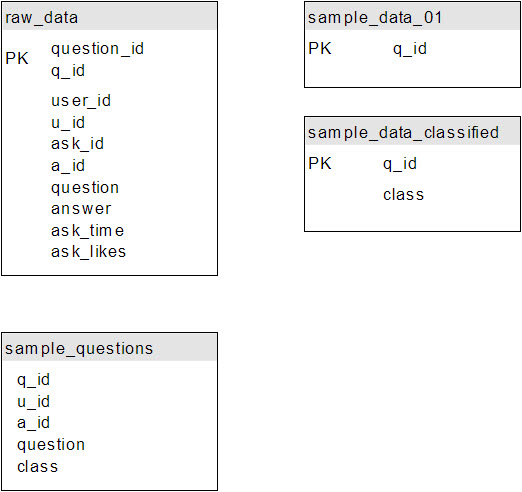 raw_data
PK question_id
q_id
user_id
u_id
ask_id
a_id
question
answer
ask_time
ask_likes
sample_data_01
PK q_id
sample_data_classified
PK q_id
class
sample_questions
q_id
u_id
a_id
question
class